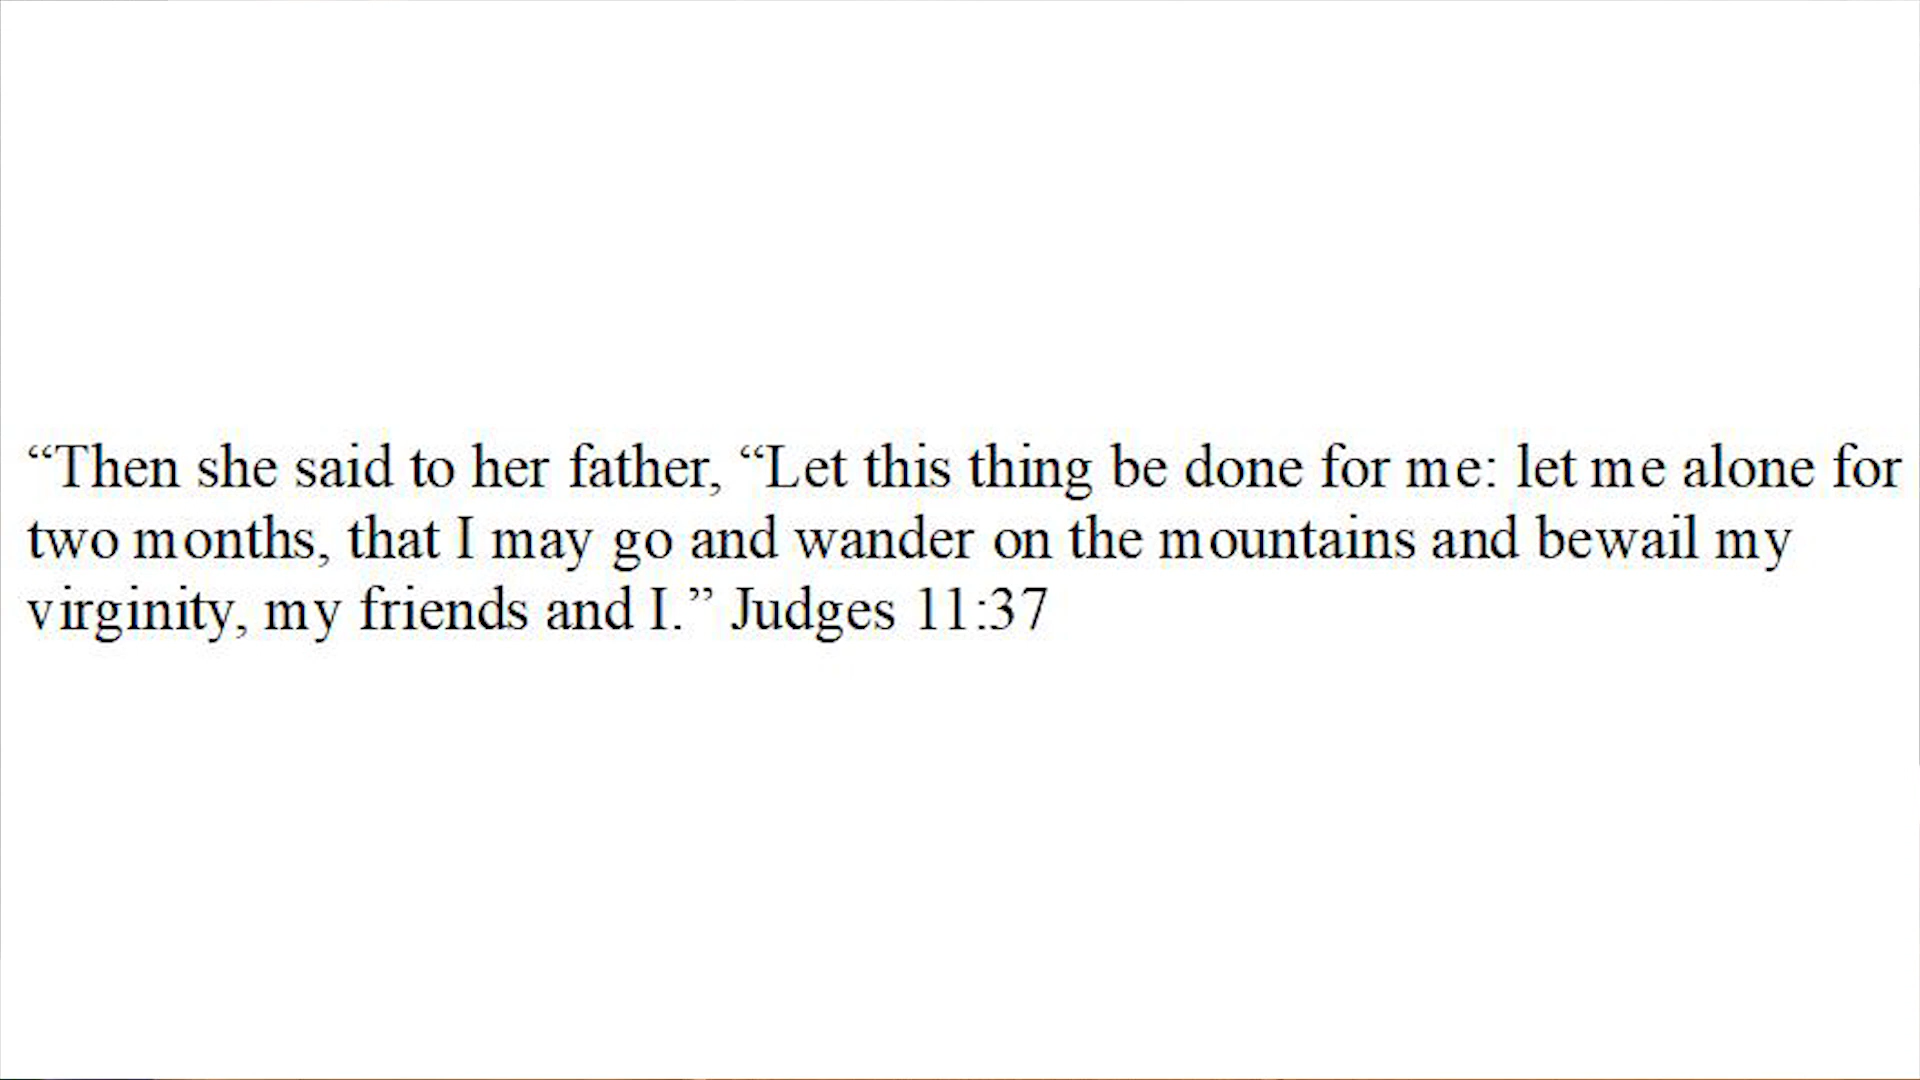 “Then she said to her father, “Let this thing be done for me: let me alone for
two months, that I may go and wander on the mountains and bewail my
virginity, my friends and I.” Judges 11:37